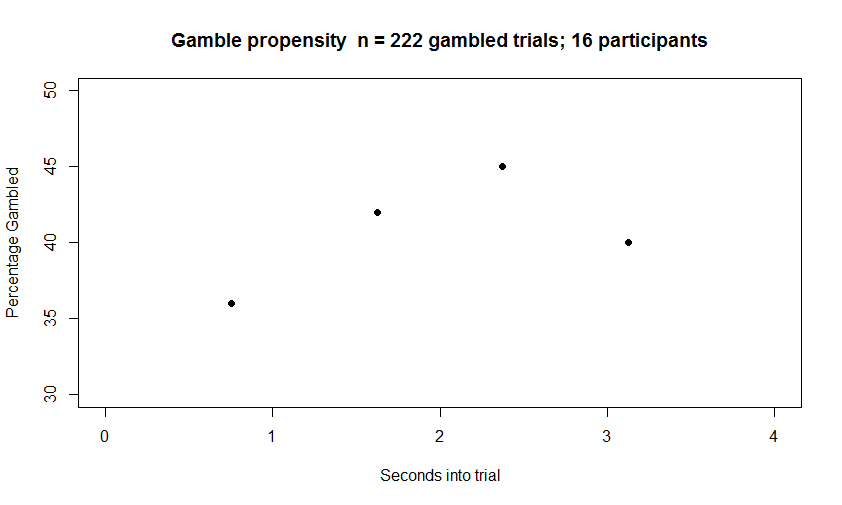 Gamble propensity  n = 222 gambled trials; 16 participants
Percentage Gambled
50
45
40
35
30
0 1 2 3 4
Seconds into trial